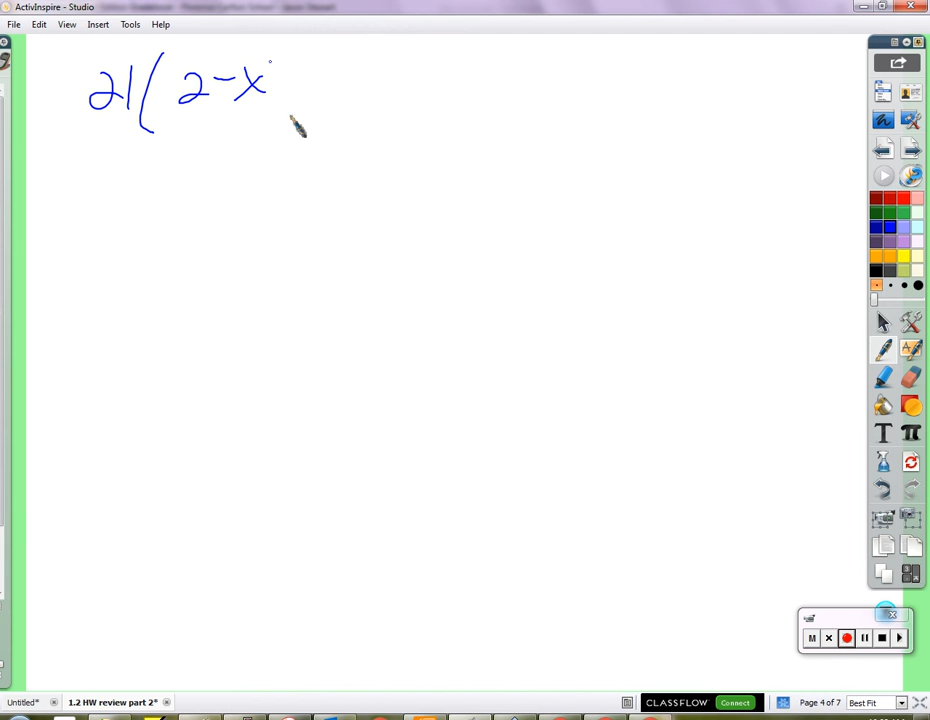 ActivInspire - Studio
File Edit View Insert Tools Help
21( 2-x
M
Untitled* 1.2 HW review part 2* CLASSFLOW Connect Page 4 of 7 Best Fit